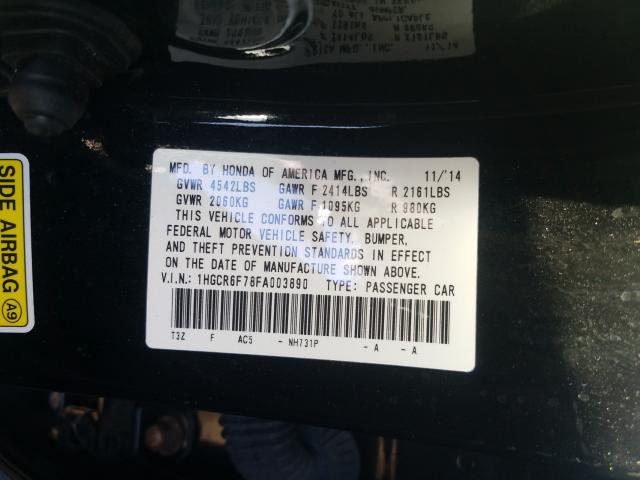 MFD. BY HONDA OF AMERICA MFG., INC. 11/14
GVWR 4542LBS GAWR F 2414LBS R 2161LBS
GVWR 2060KG GAWR F 1095KG R 980KG
THIS VEHICLE CONFORMS TO ALL APPLICABLE
FEDERAL MOTOR VEHICLE SAFETY, BUMPER,
AND THEFT PREVENTION STANDARDS IN EFFECT
ON THE DATE OF MANUFACTURE SHOWN ABOVE.
V.I.N.: 1HGCR6F78FA003890 TYPE: PASSENGER CAR
T3Z F AC5 - NH731P - A - A
SIDE AIRBAG
A9